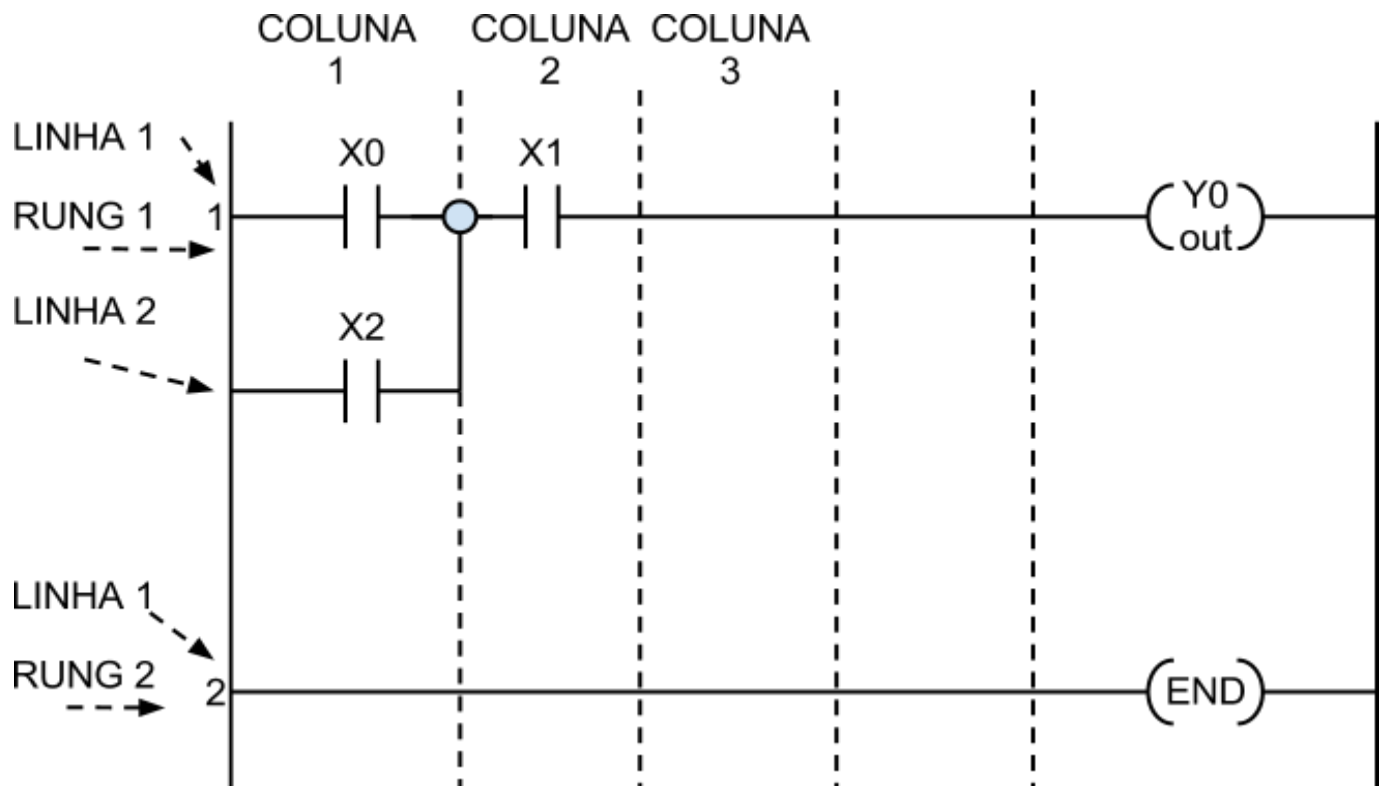 COLUNA COLUNA COLUNA
1 2 3
LINHA 1
X0 X1
RUNG 1 1
Y0
out
LINHA 2
X2
LINHA 1
RUNG 2 2
END